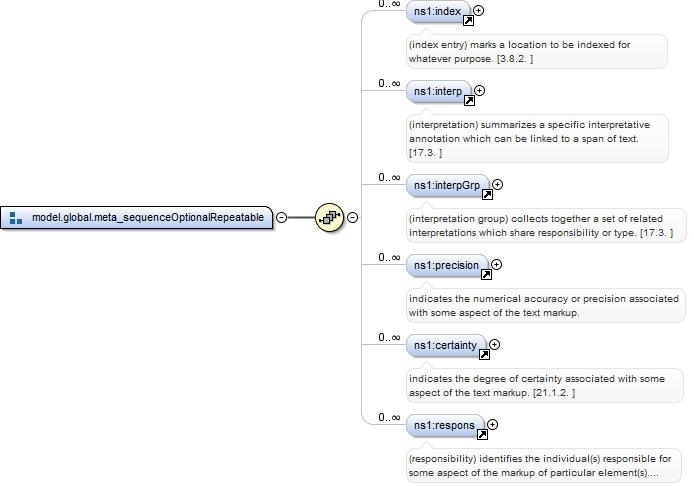 0..∞
ns1:index
(index entry) marks a location to be indexed for
whatever purpose. [3.8.2. ]
0..∞
ns1:interp
(interpretation) summarizes a specific interpretative
annotation which can be linked to a span of text.
[17.3. ]
0..∞
ns1:interpGrp
(interpretation group) collects together a set of related
interpretations which share responsibility or type. [17.3. ]
model.global.meta_sequenceOptionalRepeatable
0..∞
ns1:precision
indicates the numerical accuracy or precision associated
with some aspect of the text markup.
0..∞
ns1:certainty
indicates the degree of certainty associated with some
aspect of the text markup. [21.1.2. ]
0..∞
ns1:respons
(responsibility) identifies the individual(s) responsible for
some aspect of the markup of particular element(s)....